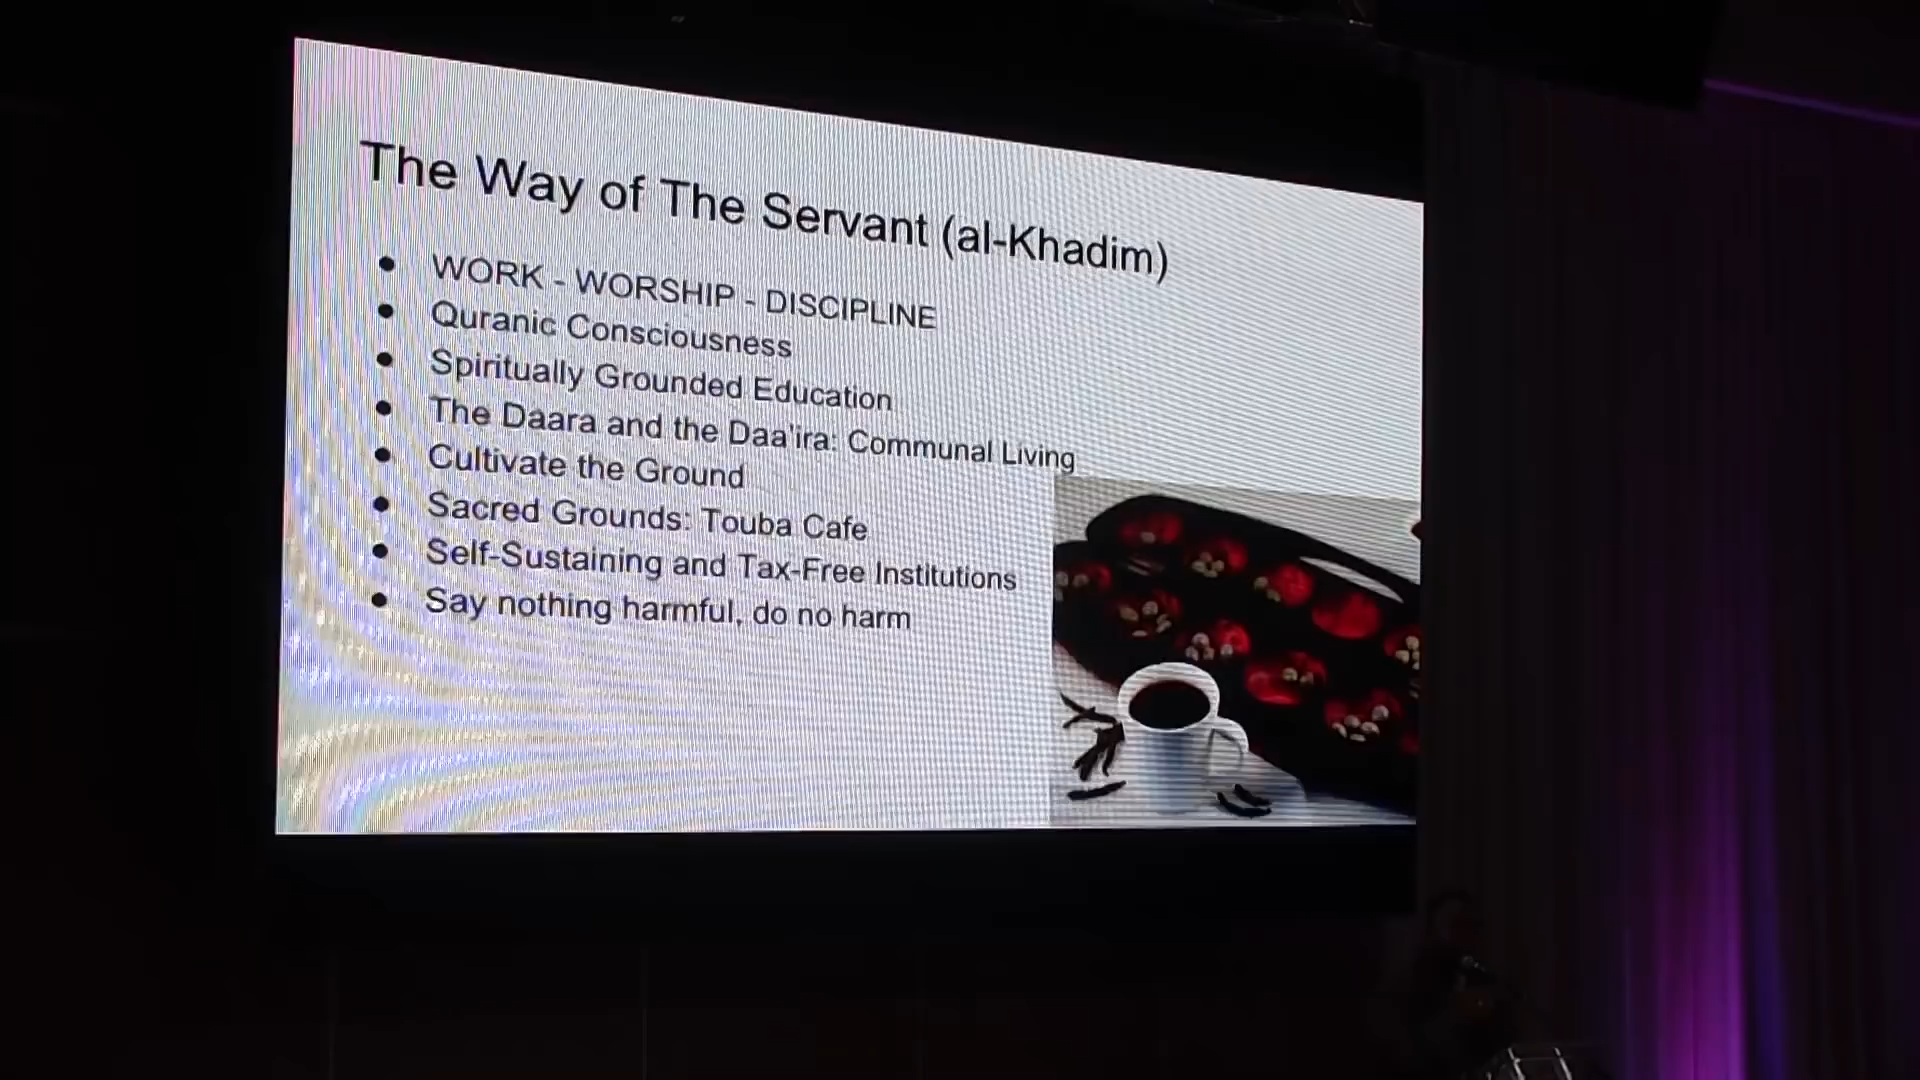 The Way of The Servant (al-Khadim)
● WORK - WORSHIP - DISCIPLINE
● Quranic Consciousness
● Spiritually Grounded Education
● The Daara and the Daa'ira: Communal Living
● Cultivate the Ground
● Sacred Grounds: Touba Cafe
● Self-Sustaining and Tax-Free Institutions
● Say nothing harmful, do no harm